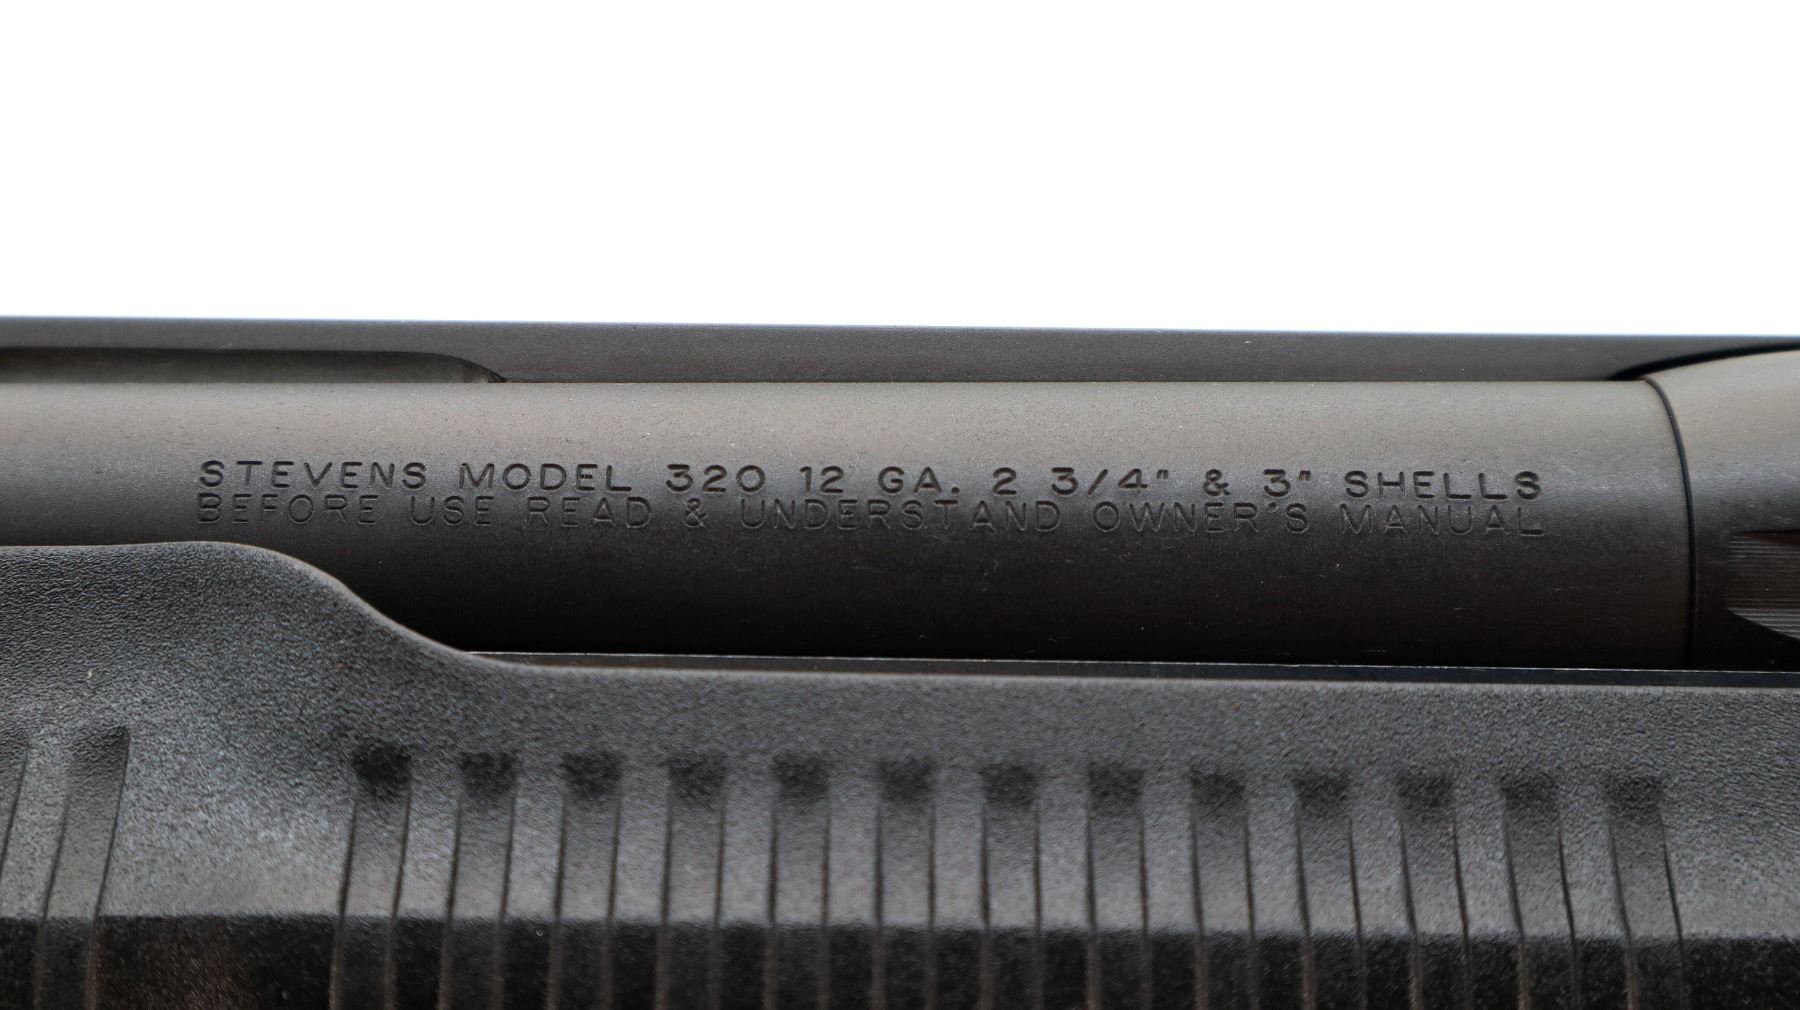 STEVENS MODEL 320 12 GA. 2 3/4" & 3" SHELLS
BEFORE USE READ & UNDERSTAND OWNER'S MANUAL